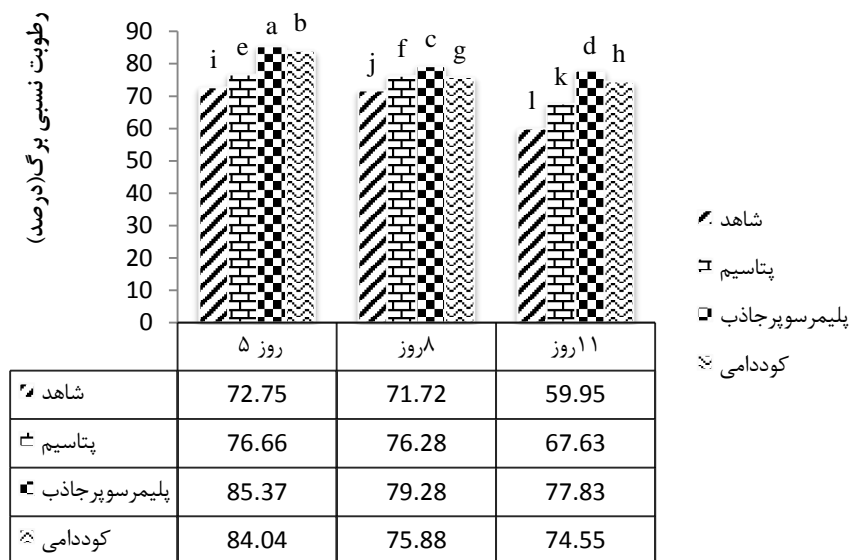 رطوبت نسبی برگ(درصد)
90
80
70
60
50
40
30
20
10
0
i e a b j f c g l k d h
روز ۵ ۸روز ۱۱روز
شاهد 72.75 71.72 59.95
پتاسیم 76.66 76.28 67.63
پلیمرسوپرجاذب 85.37 79.28 77.83
کوددامی 84.04 75.88 74.55
شاهد
پتاسیم
پلیمرسوپرجاذب
کوددامی